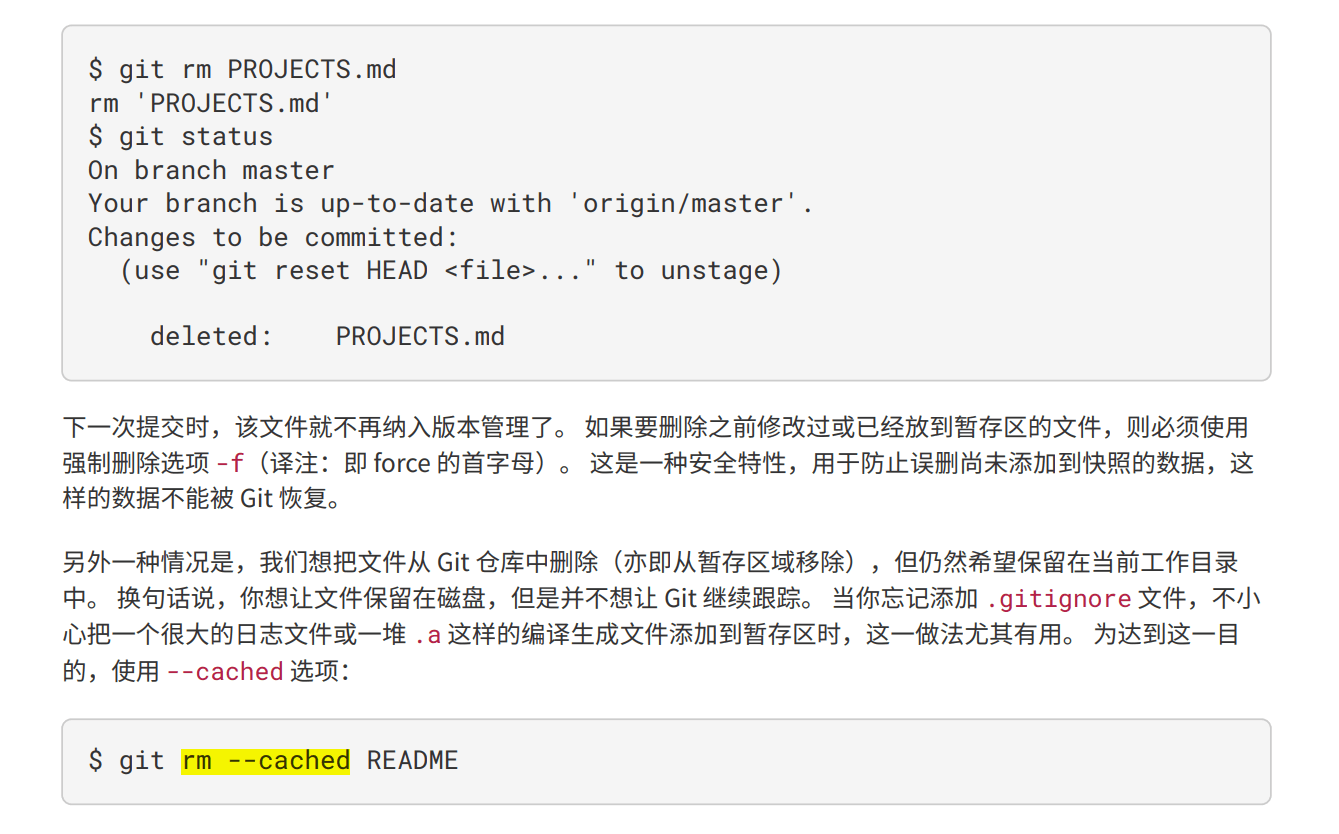 $ git rm PROJECTS.md
rm 'PROJECTS.md'
$ git status
On branch master
Your branch is up-to-date with 'origin/master'.
Changes to be committed:
  (use "git reset HEAD <file>..." to unstage)
    deleted:    PROJECTS.md
下一次提交时，该文件就不再纳入版本管理了。 如果要删除之前修改过或已经放到暂存区的文件，则必须使用
强制删除选项 -f（译注：即 force 的首字母）。 这是一种安全特性，用于防止误删尚未添加到快照的数据，这
样的数据不能被 Git 恢复。
另外一种情况是，我们想把文件从 Git 仓库中删除（亦即从暂存区域移除），但仍然希望保留在当前工作目录
中。 换句话说，你想让文件保留在磁盘，但是并不想让 Git 继续跟踪。 当你忘记添加 .gitignore 文件，不小
心把一个很大的日志文件或一堆 .a 这样的编译生成文件添加到暂存区时，这一做法尤其有用。 为达到这一目
的，使用 --cached 选项：
$ git rm --cached README